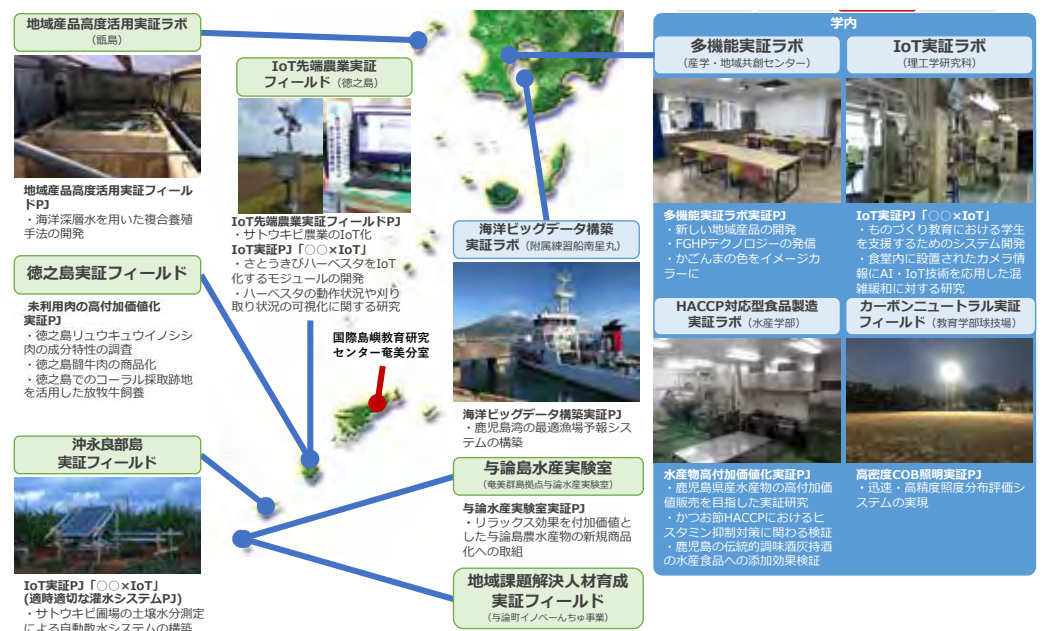 地域産品高度活用実証ラボ
（甑島）
地域産品高度活用実証フィール
ドPJ
・海洋深層水を用いた複合養殖
手法の開発
IoT先端農業実証
フィールド（徳之島）
IoT先端農業実証フィールドPJ
・サトウキビ農業のIoT化
IoT実証PJ「○○×IoT」
・さとうきびハーベスタをIoT
化するモジュールの開発
・ハーベスタの動作状況や刈り
取り状況の可視化に関する研究
徳之島実証フィールド
未利用肉の高付加価値化
実証PJ
・徳之島リュウキュウイノシシ
肉の成分特性の調査
・徳之島闘牛肉の商品化
・徳之島でのコーラル採取跡地
を活用した放牧牛飼養
国際島嶼教育研究
センター奄美分室
沖永良部島
実証フィールド
IoT実証PJ「○○×IoT」
(適時適切な灌水システムPJ)
・サトウキビ圃場の土壌水分測定
による自動散水システムの構築
海洋ビッグデータ構築
実証ラボ（附属練習船南星丸）
海洋ビッグデータ構築実証PJ
・鹿児島湾の最適漁場予報シス
テムの構築
与論島水産実験室
（奄美群島拠点与論水産実験室）
与論水産実験室実証PJ
・リラックス効果を付加価値と
した与論島農水産物の新規商品
化への取組
地域課題解決人材育成
実証フィールド
（与論町イノベーんちゅ事業）
学内
多機能実証ラボ
（産学・地域共創センター）
多機能実証ラボ実証PJ
・新しい地域産品の開発
・FGHPテクノロジーの発信
・かごんまの色をイメージカ
ラーに
IoT実証ラボ
（理工学研究科）
IoT実証PJ「○○×IoT」
・ものづくり教育における学生
を支援するためのシステム開発
・食堂内に設置されたカメラ情
報にAI・IoT技術を応用した混
雑緩和に対する研究
HACCP対応型食品製造
実証ラボ（水産学部）
水産物高付加価値化実証PJ
・鹿児島県産水産物の高付加価
値販売を目指した実証研究
・かつお節HACCPにおけるヒ
スタミン抑制対策に関わる検証
・鹿児島の伝統的調味酒灰持酒
の水産食品への添加効果検証
カーボンニュートラル実証
フィールド（教育学部球技場）
高密度COB照明実証PJ
・迅速・高精度照度分布評価シ
ステムの実現